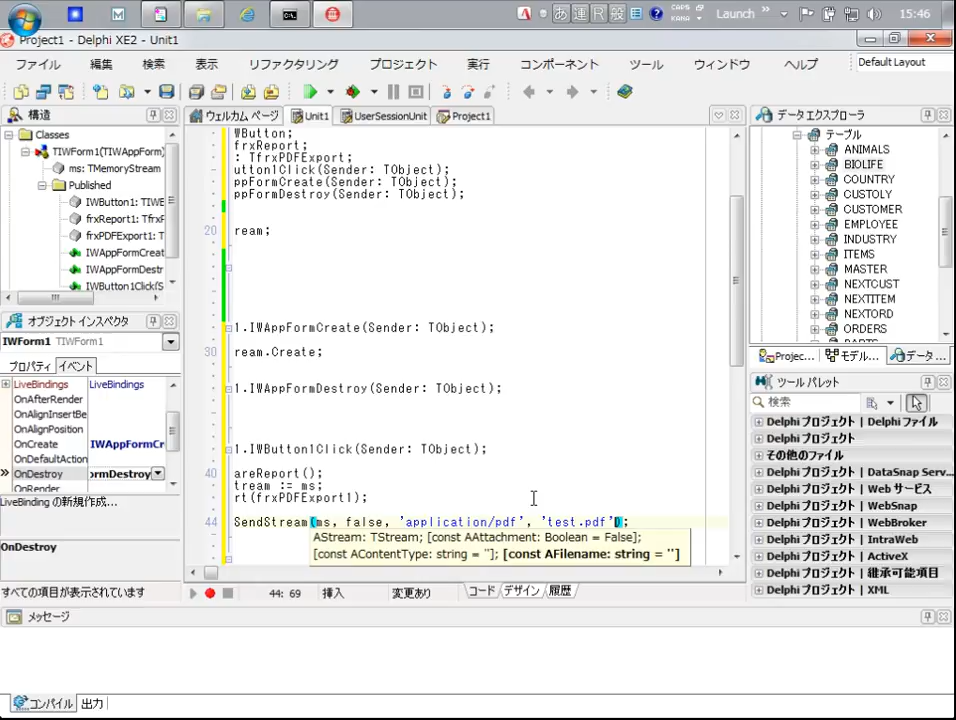 15:46
Launch
CAPS
KANA
あ 連 R 般
Project1 - Delphi XE2 - Unit1
ファイル 編集 検索 表示 リファクタリング プロジェクト 実行 コンポーネント ツール ウィンドウ ヘルプ Default Layout
構造
Classes
TIWForm1(TIWAppForm)
ms: TMemoryStream
Published
IWButton1: TIWE
frxReport1: Tfrx
frxPDFExport1: T
IWAppFormCreat
IWAppFormDestr
IWButton1Click(S
オブジェクト インスペクタ
IWForm1 TIWForm1
プロパティ イベント
LiveBindings LiveBindings
OnAfterRender
OnAlignInsertBe
OnAlignPosition
OnCreate IWAppFormCr
OnDefaultAction
OnDestroy ormDestroy
OnRender
LiveBinding の新規作成...
OnDestroy
すべての項目が表示されています
ウェルカム ページ Unit1 UserSessionUnit Project1
WButton;
frxReport;
: TfrxPDFExport;
utton1Click(Sender: TObject);
ppFormCreate(Sender: TObject);
ppFormDestroy(Sender: TObject);
20 ream;
1.IWAppFormCreate(Sender: TObject);
30 ream.Create;
1.IWAppFormDestroy(Sender: TObject);
1.IWButton1Click(Sender: TObject);
40 areReport();
tream := ms;
rt(frxPDFExport1);
44 SendStream(ms, false, 'application/pdf', 'test.pdf');
AStream: TStream; [const AAttachment: Boolean = False];
[const AContentType: string = '']; [const AFilename: string = '']
44: 69 挿入 変更あり コード デザイン 履歴
データ エクスプローラ
テーブル
ANIMALS
BIOLIFE
COUNTRY
CUSTOLY
CUSTOMER
EMPLOYEE
INDUSTRY
ITEMS
MASTER
NEXTCUST
NEXTITEM
NEXTORD
ORDERS
PARTS
Projec... モデル... データ...
ツール パレット
検索
Delphi プロジェクト | Delphi ファイル
Delphi プロジェクト
その他のファイル
Delphi プロジェクト | DataSnap Serv...
Delphi プロジェクト | Web サービス
Delphi プロジェクト | WebSnap
Delphi プロジェクト | WebBroker
Delphi プロジェクト | IntraWeb
Delphi プロジェクト | ActiveX
Delphi プロジェクト | 継承可能項目
Delphi プロジェクト | XML
メッセージ
コンパイル 出力